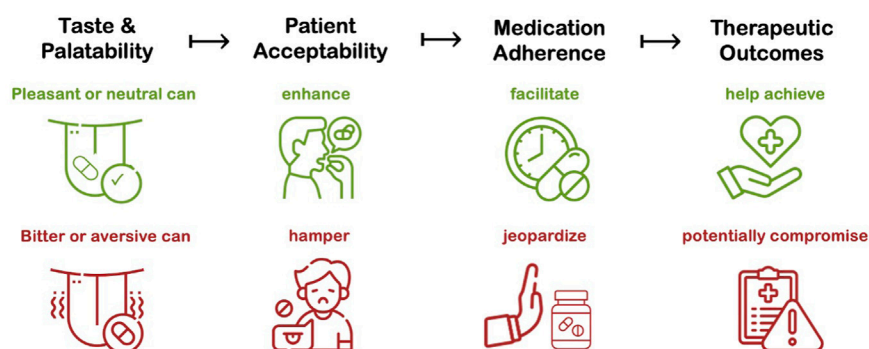 Taste & Patient Medication Therapeutic
Palatability Acceptability Adherence Outcomes
Pleasant or neutral can enhance facilitate help achieve
Bitter or aversive can hamper jeopardize potentially compromise